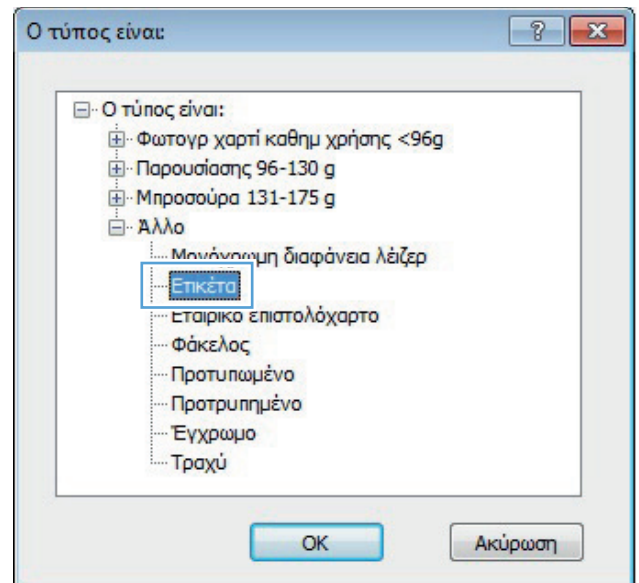 Ο τύπος είναι:
Ο τύπος είναι:
Φωτογρ χαρτί καθημ χρήσης <96g
Παρουσίασης 96-130 g
Μπροσούρα 131-175 g
Άλλο
Μονόχρωμη διαφάνεια λέιζερ
Ετικέτα
Εταιρικό επιστολόχαρτο
Φάκελος
Προτυπωμένο
Προτρυπημένο
Έγχρωμο
Τραχύ
OK
Ακύρωση